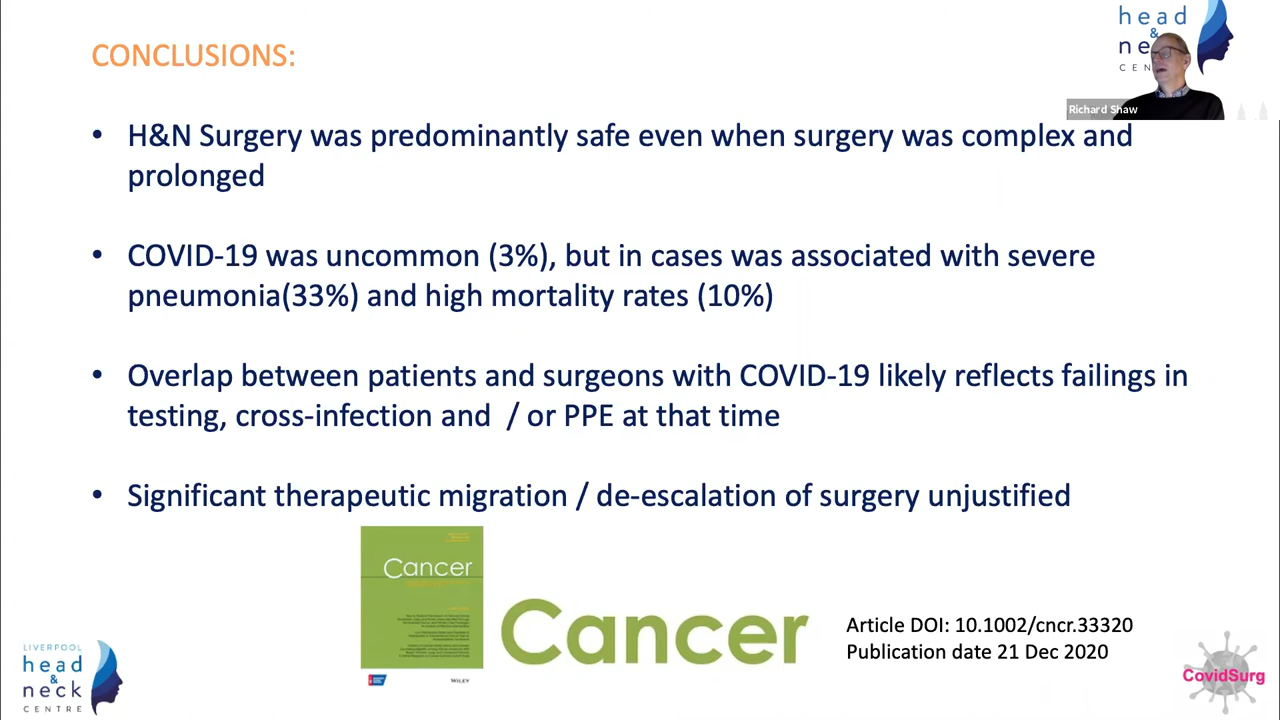 CONCLUSIONS:
head
&
ne
CEN
Richard Shaw
• H&N Surgery was predominantly safe even when surgery was complex and
prolonged
• COVID-19 was uncommon (3%), but in cases was associated with severe
pneumonia(33%) and high mortality rates (10%)
• Overlap between patients and surgeons with COVID-19 likely reflects failings in
testing, cross-infection and / or PPE at that time
• Significant therapeutic migration / de-escalation of surgery unjustified
Cancer
WILEY
Cancer
Article DOI: 10.1002/cncr.33320
Publication date 21 Dec 2020
LIVERPOOL
head
&
neck
CENTRE
CovidSurg